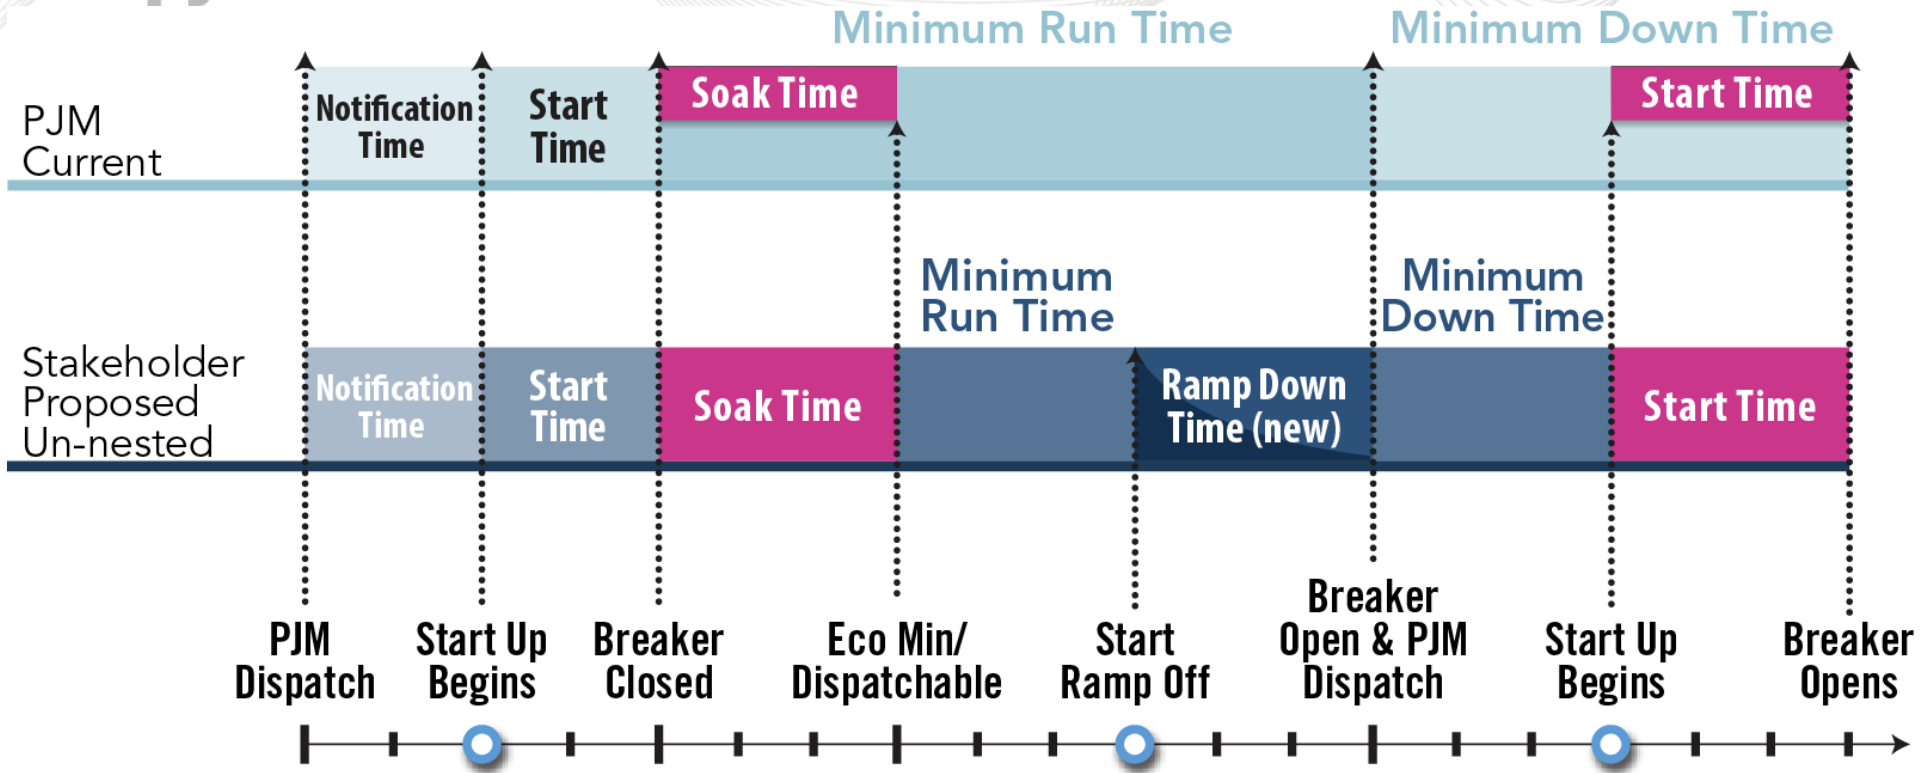 Minimum Run Time
Minimum Down Time
PJM
Current
Notification
Time
Start
Time
Soak Time
Start Time
Minimum
Run Time
Minimum
Down Time
Stakeholder
Proposed
Un-nested
Notification
Time
Start
Time
Soak Time
Ramp Down
Time (new)
Start Time
PJM
Dispatch
Start Up
Begins
Breaker
Closed
Eco Min/
Dispatchable
Start
Ramp Off
Breaker
Open & PJM
Dispatch
Start Up
Begins
Breaker
Opens